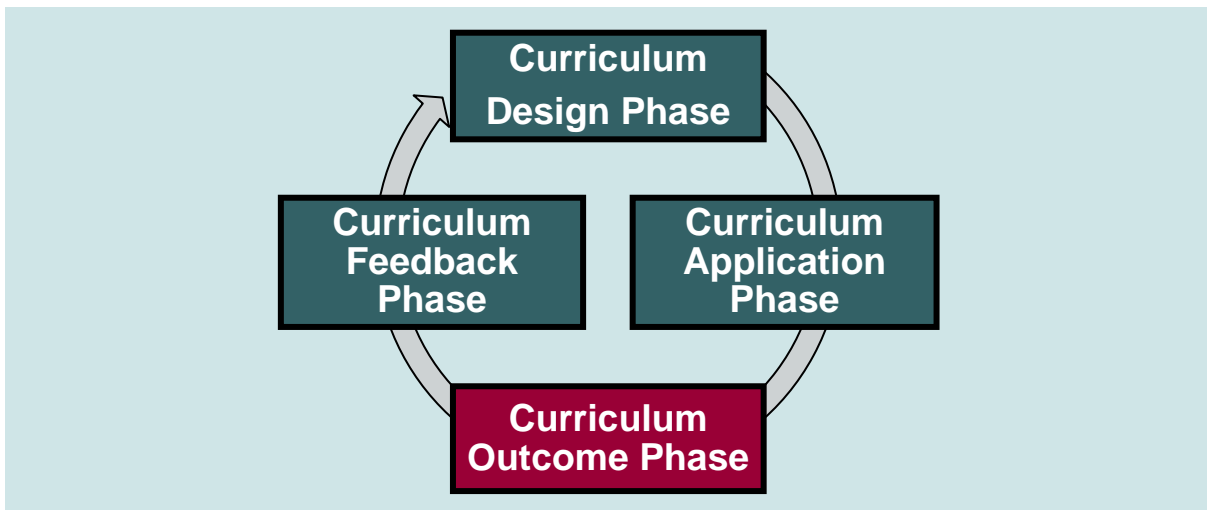 Curriculum
Design Phase
Curriculum
Feedback
Phase
Curriculum
Application
Phase
Curriculum
Outcome Phase